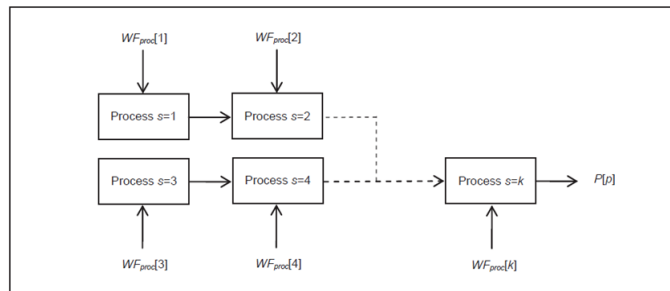 WFproc[1] WFproc[2]
Process s=1 Process s=2
Process s=3 Process s=4 Process s=k P[p]
WFproc[3] WFproc[4] WFproc[k]